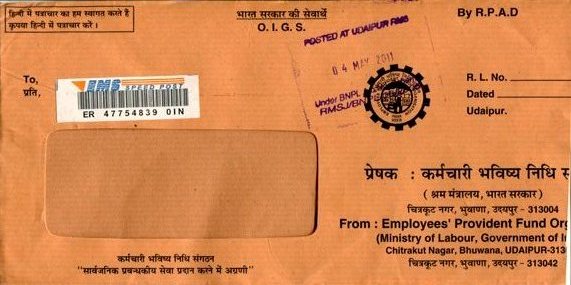 हिन्दी में पत्राचार का हम स्वागत करते हैं
कृपया हिन्दी में पत्राचार करें ।
भारत सरकार की सेवार्थ
O. I. G. S.
By R.P.A.D
POSTED AT UDAIPUR RMS
04 MAY 2011
Under BNPL
RMSJ/BN
To,
प्रति,
EMS SPEED POST
ER 47754839 0IN
R. L. No.
Dated
Udaipur.
प्रेषक : कर्मचारी भविष्य निधि स
( श्रम मंत्रालय, भारत सरकार )
चित्रकूट नगर, भुवाणा, उदयपुर - 313004
From : Employees' Provident Fund Org
(Ministry of Labour, Government of I
Chitrakut Nagar, Bhuwana, UDAIPUR-313
चित्रकूट नगर, भुवाणा, उदयपुर - 313042
कर्मचारी भविष्य निधि संगठन
"सार्वजनिक प्रबन्धकीय सेवा प्रदान करने में अग्रणी"